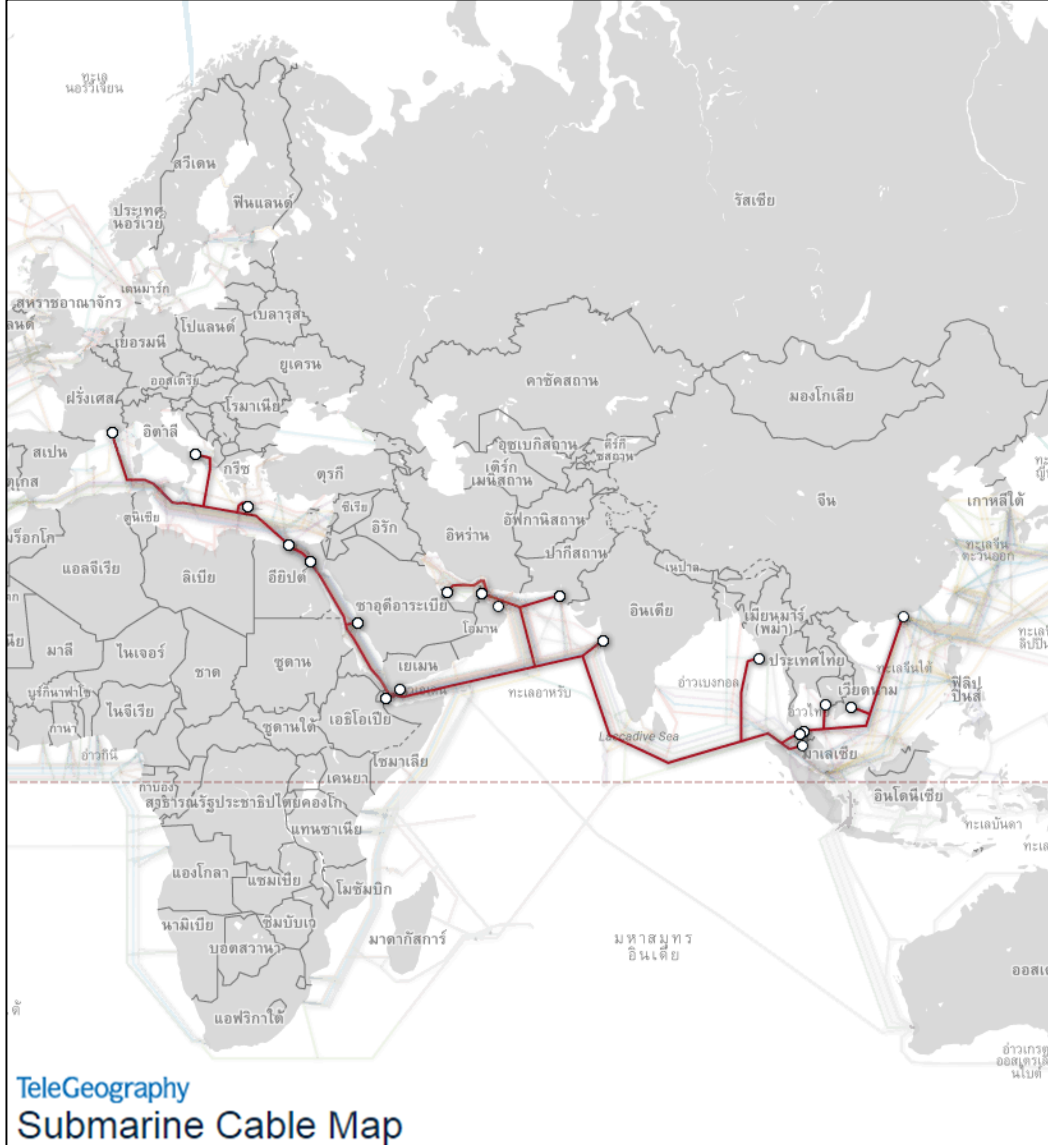 ทะเล
นอร์วีเจียน
สวีเดน
ฟินแลนด์
รัสเซีย
ประเทศ
นอร์เวย์
เดนมาร์ก
สหราชอาณาจักร
ลนด์
โปแลนด์
เบลารุส
เยอรมนี
ยูเครน
ออสเตรีย
คาซัคสถาน
มองโกเลีย
ฝรั่งเศส
โรมาเนีย
อิตาลี
สเปน
กรีซ
ตุรกี
อุซเบกิสถาน
คีร์กี
ซสถาน
เติร์ก
เมนิสถาน
จีน
เกาหลีใต้
ตูนิเซีย
ซีเรีย
อิรัก
อิหร่าน
อัฟกานิสถาน
ปากีสถาน
ทะเลจีน
ตะวันออก
แอลจีเรีย
ลิเบีย
อียิปต์
เนปาล
ซาอุดีอาระเบีย
อินเดีย
เมียนมาร์
(พม่า)
โอมาน
มาลี
ไนเจอร์
ชาด
ซูดาน
เยเมน
ประเทศไทย
ทะเลจีนใต้
ทะเลอาหรับ
อ่าวเบงกอล
เวียดนาม
ฟิลิป
ปินส์
บูร์กินาฟาโซ
กานา
ไนจีเรีย
เอธิโอเปีย
ซูดานใต้
อ่าวไทย
Laccadive Sea
อ่าวกินี
โซมาเลีย
มาเลเซีย
เคนยา
กาบอง
สาธารณรัฐประชาธิปไตยคองโก
อินโดนีเซีย
แทนซาเนีย
ทะเลบันดา
แองโกลา
แซมเบีย
โมซัมบิก
นามิเบีย
ซิมบับเว
บอตสวานา
มาดากัสการ์
มหาสมุทร
อินเดีย
แอฟริกาใต้
TeleGeography
Submarine Cable Map